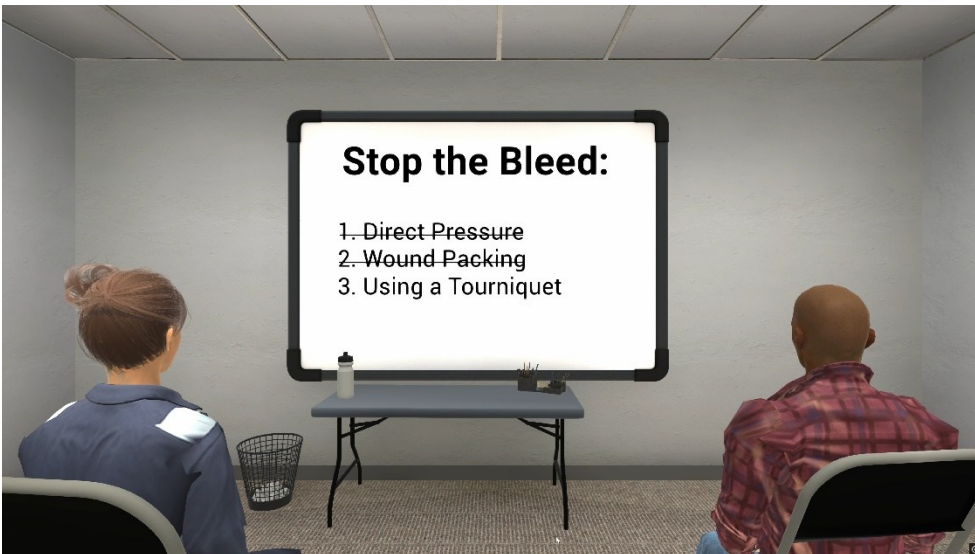 Stop the Bleed:
1. Direct Pressure
2. Wound Packing
3. Using a Tourniquet